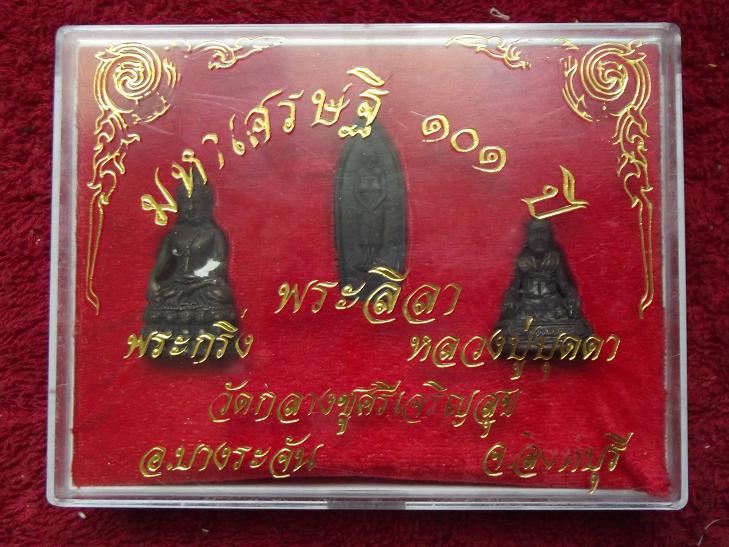 มหาเศรษฐี ๑๐๑ ปี
พระลีลา
พระกริ่ง หลวงปู่บุดดา
วัดกลางชูศรีเจริญสุข
อ.บางระจัน จ.สิงห์บุรี